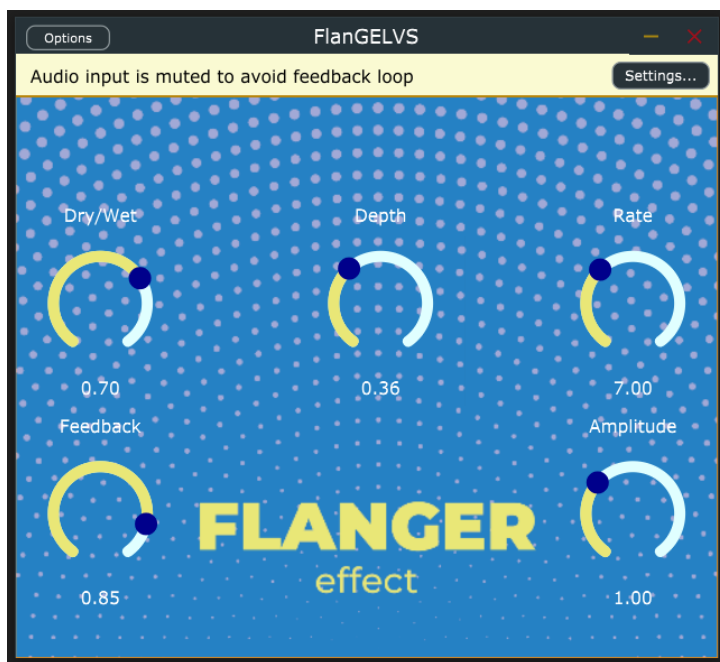 Options
FlanGELVS
Audio input is muted to avoid feedback loop
Settings...
Dry/Wet
Depth
Rate
0.70
0.36
7.00
Feedback
Amplitude
FLANGER
effect
0.85
1.00